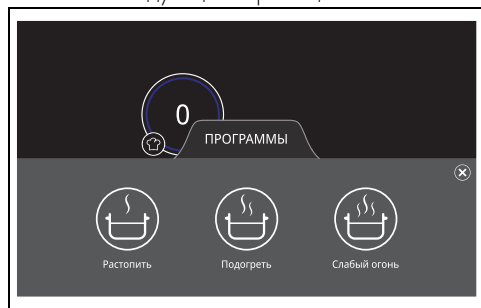 0
ПРОГРАММЫ
Растопить
Подогреть
Слабый огонь